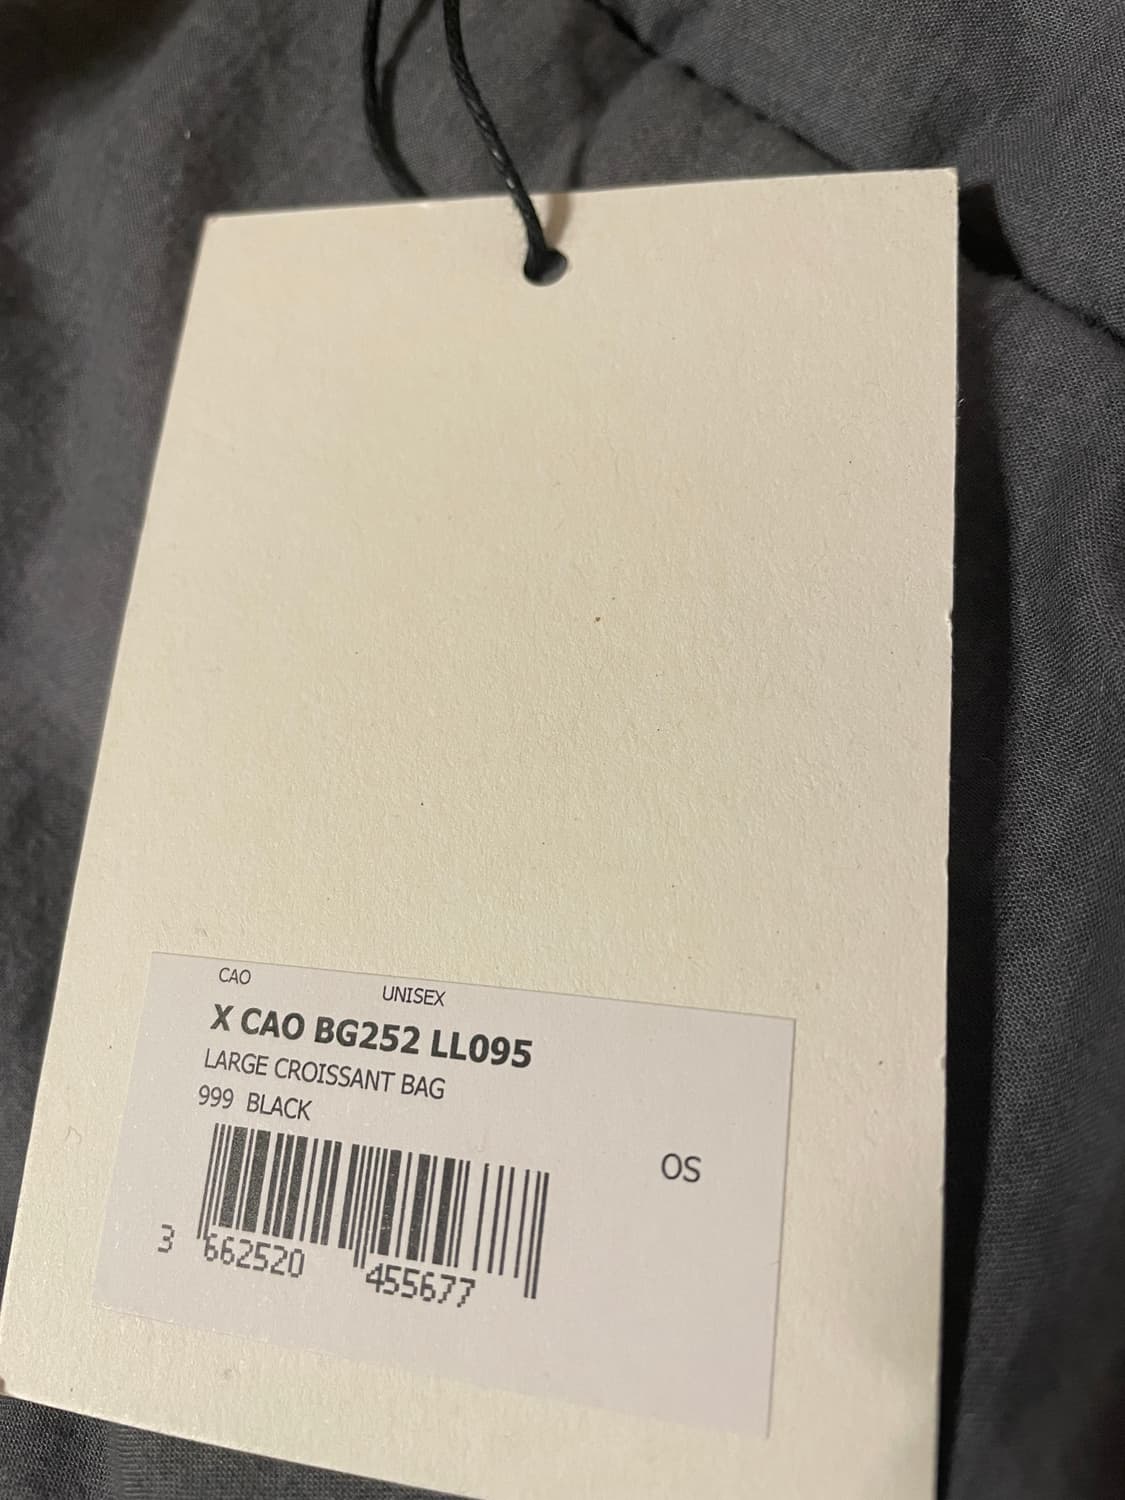 CAO UNISEX
X CAO BG252 LL095
LARGE CROISSANT BAG
999 BLACK
OS
3 662520 455677